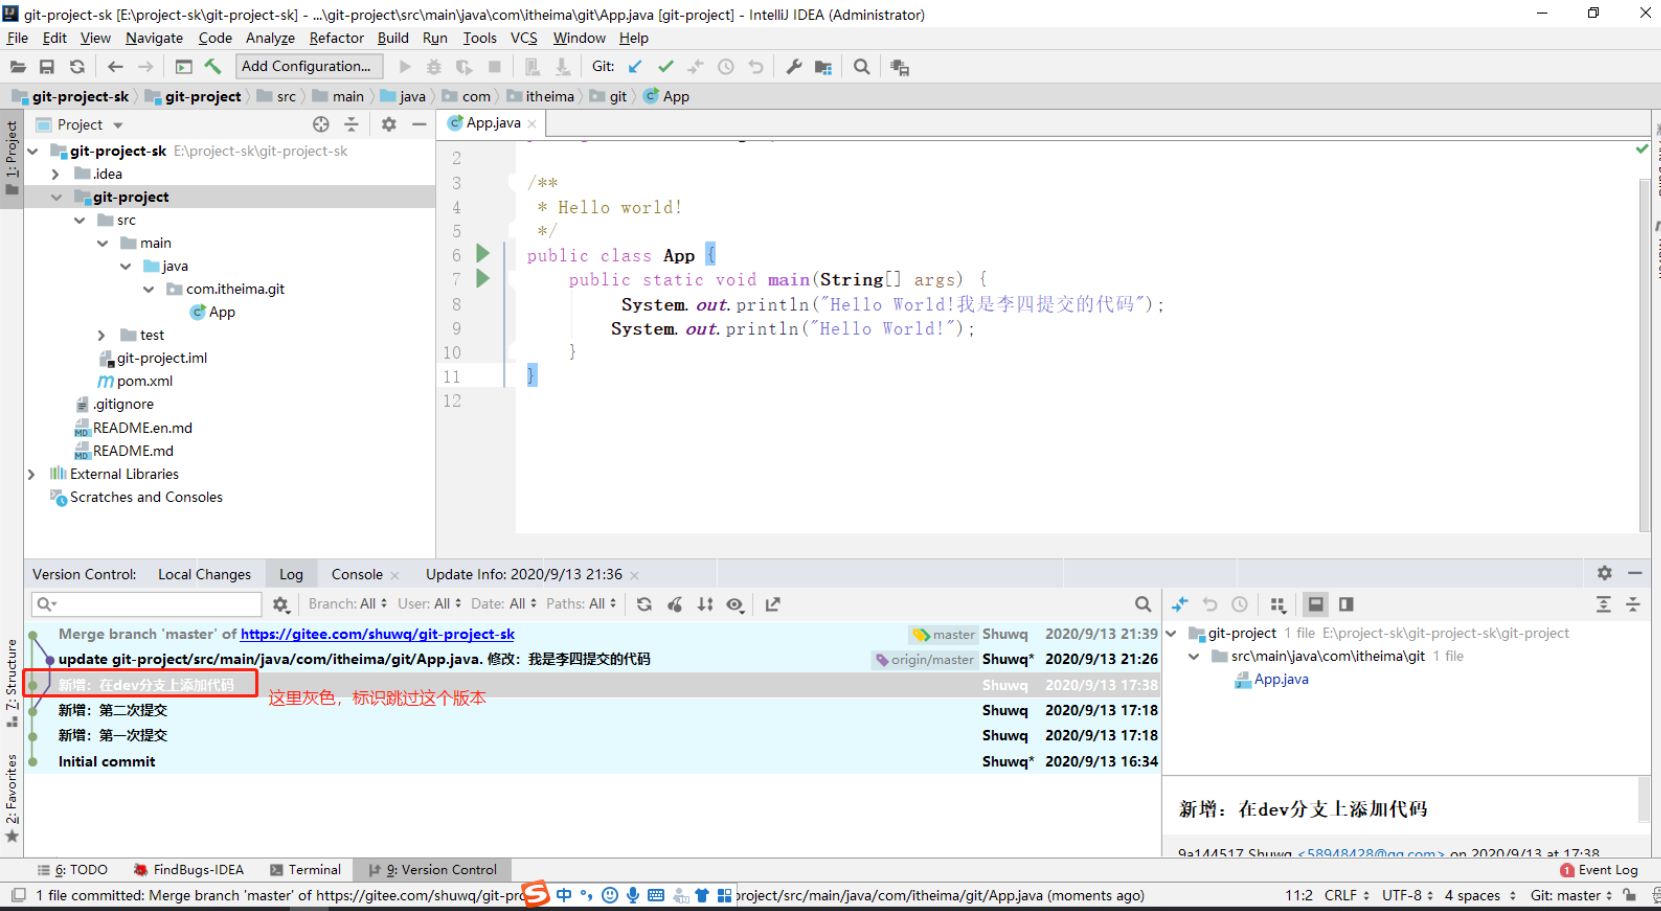 git-project-sk [E:\project-sk\git-project-sk] - ...\git-project\src\main\java\com\itheima\git\App.java [git-project] - IntelliJ IDEA (Administrator)
File Edit View Navigate Code Analyze Refactor Build Run Tools VCS Window Help
Add Configuration... Git:
git-project-sk git-project src main java com itheima git App
1: Project
Project
App.java
git-project-sk E:\project-sk\git-project-sk
.idea
git-project
src
main
java
com.itheima.git
App
test
git-project.iml
pom.xml
.gitignore
README.en.md
README.md
External Libraries
Scratches and Consoles
2
3 /**
4 * Hello world!
5 */
6 public class App {
7 public static void main(String[] args) {
8 System.out.println("Hello World!我是李四提交的代码");
9 System.out.println("Hello World!");
10 }
11 }
12
Version Control: Local Changes Log Console Update Info: 2020/9/13 21:36
Branch: All User: All Date: All Paths: All
Merge branch 'master' of https://gitee.com/shuwq/git-project-sk master Shuwq 2020/9/13 21:39
update git-project/src/main/java/com/itheima/git/App.java. 修改：我是李四提交的代码 origin/master Shuwq* 2020/9/13 21:26
新增：在dev分支上添加代码 Shuwq 2020/9/13 17:38
这里灰色，标识跳过这个版本
新增：第二次提交 Shuwq 2020/9/13 17:18
新增：第一次提交 Shuwq 2020/9/13 17:18
Initial commit Shuwq* 2020/9/13 16:34
git-project 1 file E:\project-sk\git-project-sk\git-project
src\main\java\com\itheima\git 1 file
App.java
新增：在dev分支上添加代码
9a144517 Shuwq <58948428@qq.com> on 2020/9/13 at 17:38
7: Structure
2: Favorites
6: TODO FindBugs-IDEA Terminal 9: Version Control 1 Event Log
1 file committed: Merge branch 'master' of https://gitee.com/shuwq/git-pro S 中 project/src/main/java/com/itheima/git/App.java (moments ago) 11:2 CRLF UTF-8 4 spaces Git: master